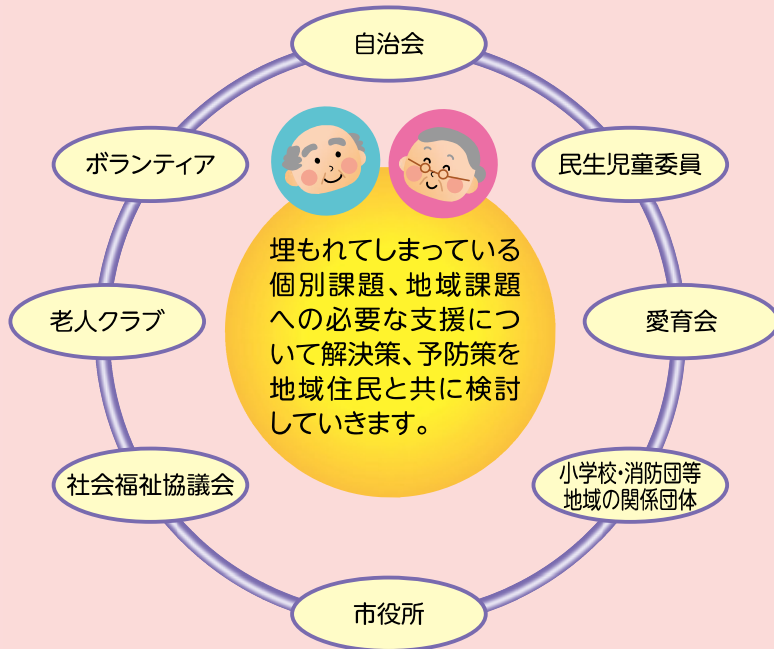 自治会
ボランティア
民生児童委員
埋もれてしまっている
個別課題、地域課題
への必要な支援につ
いて解決策、予防策を
地域住民と共に検討
していきます。
老人クラブ
愛育会
社会福祉協議会
小学校・消防団等
地域の関係団体
市役所